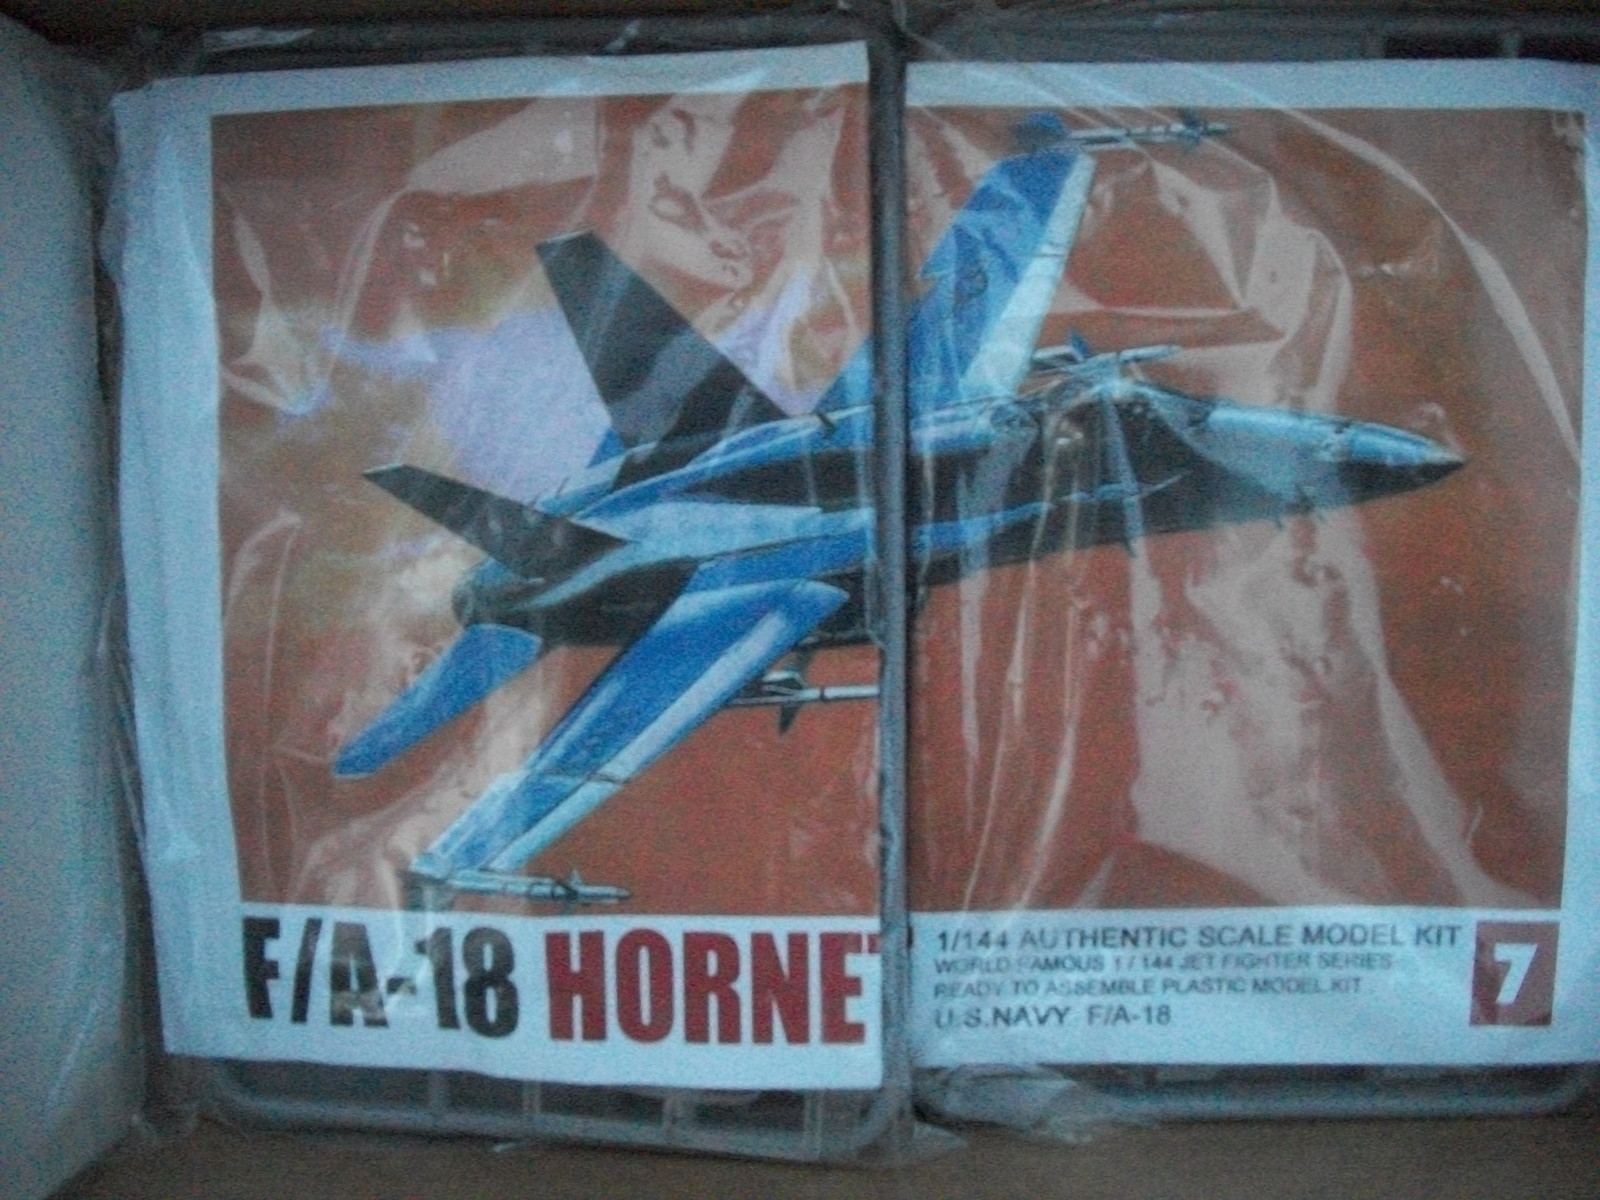 F/A-18 HORNET
1/144 AUTHENTIC SCALE MODEL KIT
WORLD FAMOUS 1/144 JET FIGHTER SERIES
READY TO ASSEMBLE PLASTIC MODEL KIT.
U.S.NAVY F/A-18
7